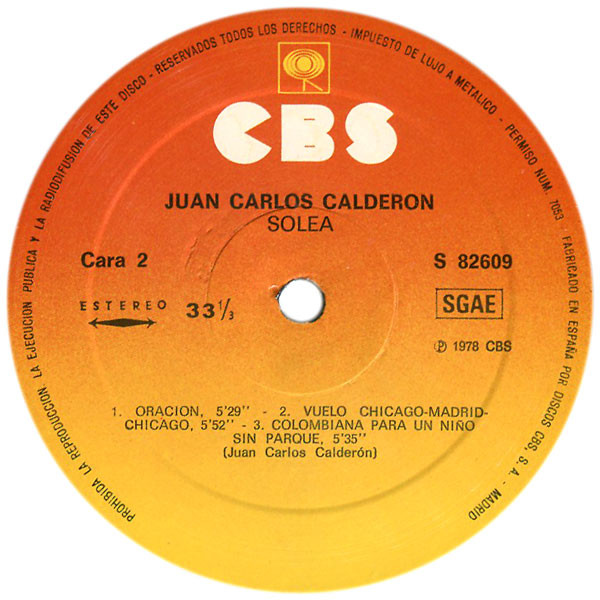 PROHIBIDA LA REPRODUCCION, LA EJECUCION PUBLICA Y LA RADIODIFUSION DE ESTE DISCO - RESERVADOS TODOS LOS DERECHOS - IMPUESTO DE LUJO A METALICO - PERMISO NUM. 7053
FABRICADO EN ESPAÑA POR DISCOS CBS, S. A. - MADRID
CBS
JUAN CARLOS CALDERON
SOLEA
Cara 2
S 82609
ESTEREO
33 1/3
SGAE
℗ 1978 CBS
1. ORACION, 5'29'' - 2. VUELO CHICAGO-MADRID-
CHICAGO, 5'52'' - 3. COLOMBIANA PARA UN NIÑO
SIN PARQUE, 5'35''
(Juan Carlos Calderón)